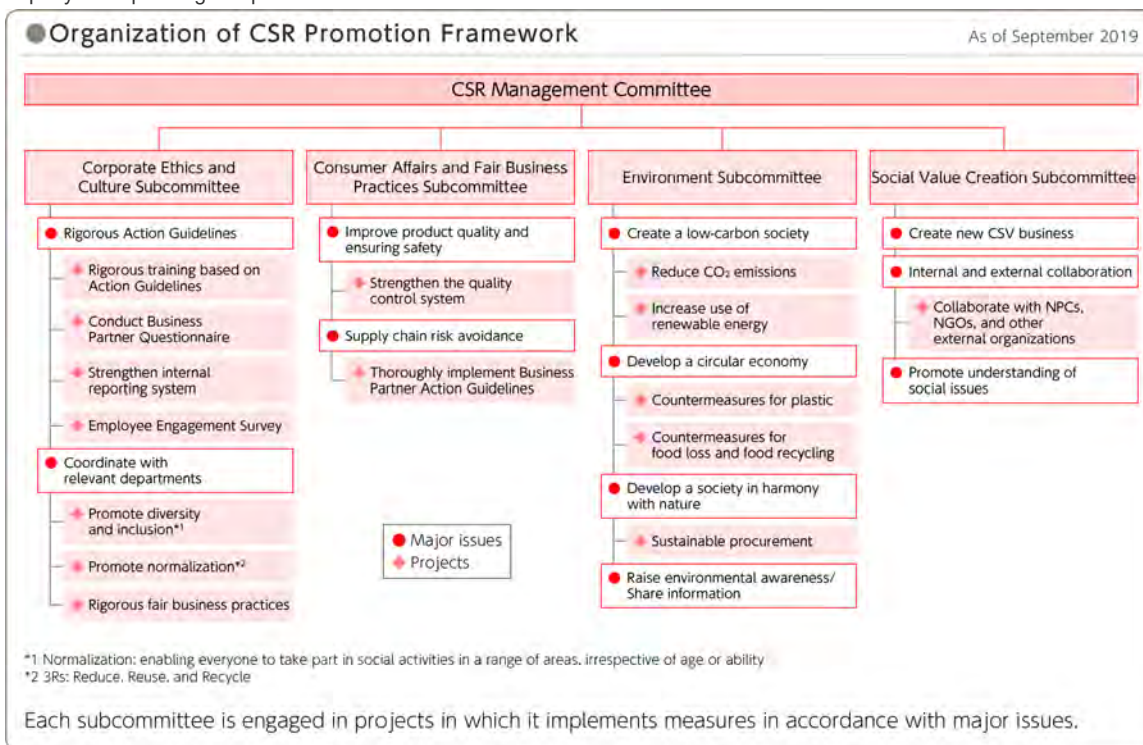 Organization of CSR Promotion Framework
As of September 2019
CSR Management Committee
Corporate Ethics and
Culture Subcommittee
Rigorous Action Guidelines
Rigorous training based on
Action Guidelines
Conduct Business
Partner Questionnaire
Strengthen internal
reporting system
Employee Engagement Survey
Coordinate with
relevant departments
Promote diversity
and inclusion*1
Promote normalization*2
Rigorous fair business practices
Consumer Affairs and Fair Business
Practices Subcommittee
Improve product quality and
ensuring safety
Strengthen the quality
control system
Supply chain risk avoidance
Thoroughly implement Business
Partner Action Guidelines
Environment Subcommittee
Create a low-carbon society
Reduce CO₂ emissions
Increase use of
renewable energy
Develop a circular economy
Countermeasures for plastic
Countermeasures for
food loss and food recycling
Develop a society in harmony
with nature
Sustainable procurement
Raise environmental awareness/
Share information
Social Value Creation Subcommittee
Create new CSV business
Internal and external collaboration
Collaborate with NPCs,
NGOs, and other
external organizations
Promote understanding of
social issues
Major issues
Projects
*1 Normalization: enabling everyone to take part in social activities in a range of areas, irrespective of age or ability
*2 3Rs: Reduce, Reuse, and Recycle
Each subcommittee is engaged in projects in which it implements measures in accordance with major issues.